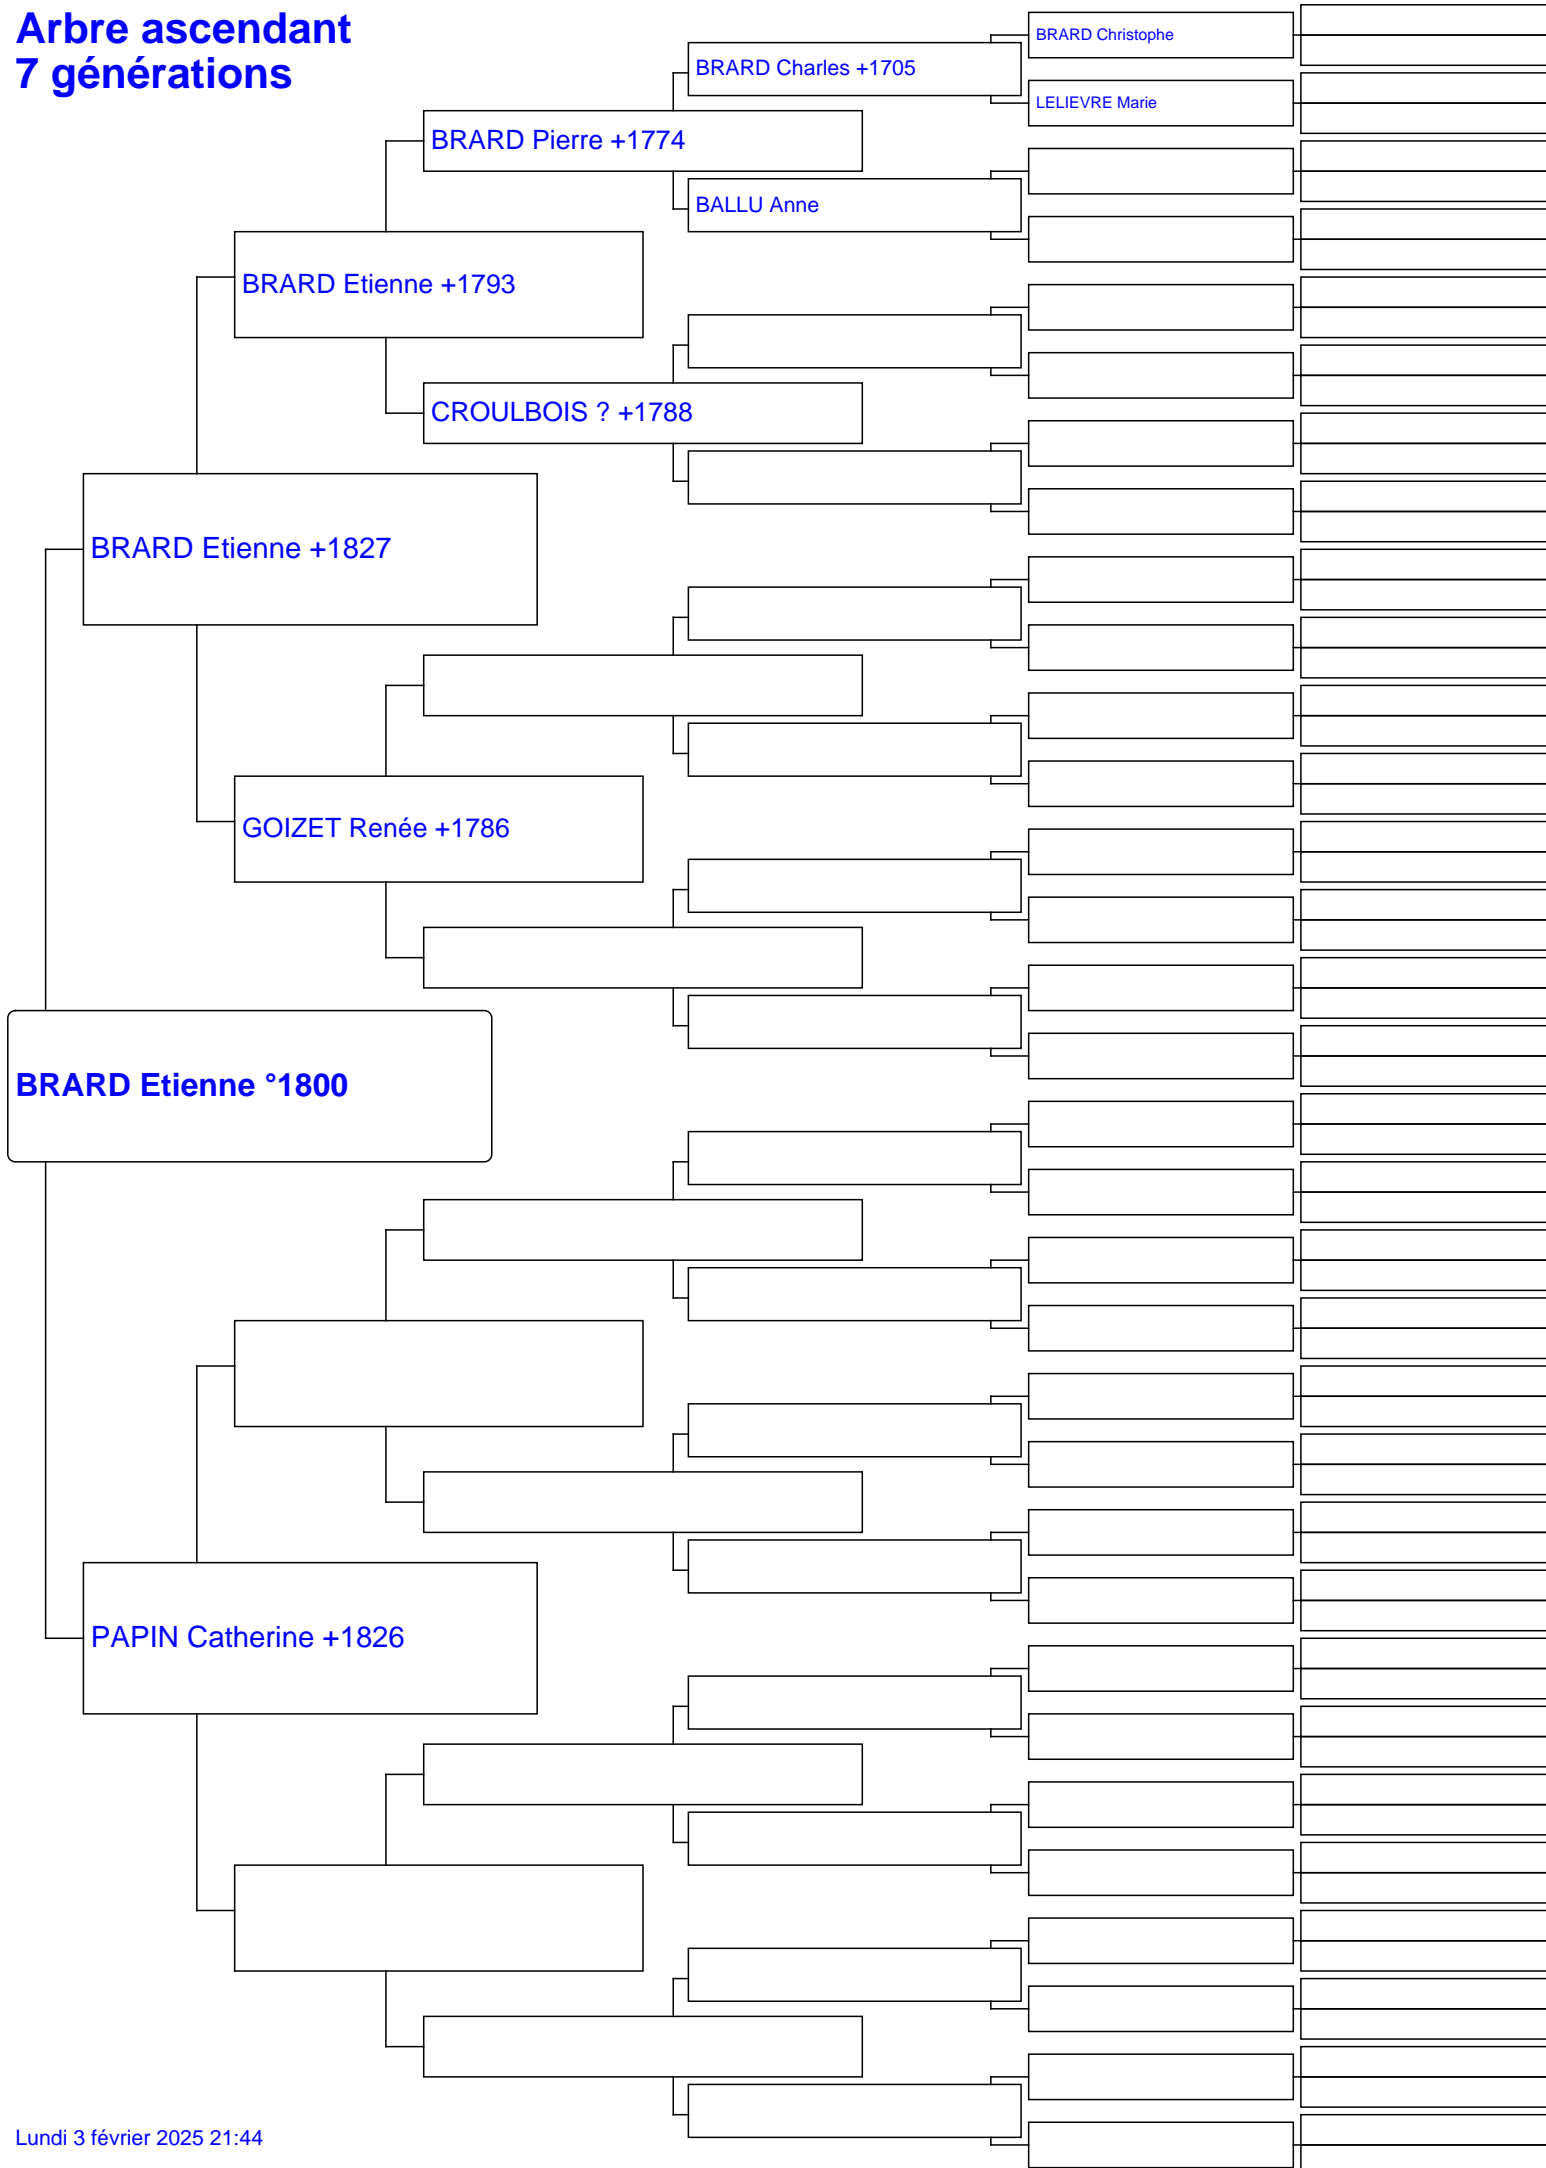 Arbre ascendant
7 générations
BRARD Christophe
BRARD Charles +1705
LELIEVRE Marie
BRARD Pierre +1774
BALLU Anne
BRARD Etienne +1793
CROULBOIS ? +1788
BRARD Etienne +1827
GOIZET Renée +1786
BRARD Etienne °1800
PAPIN Catherine +1826
Lundi 3 février 2025 21:44